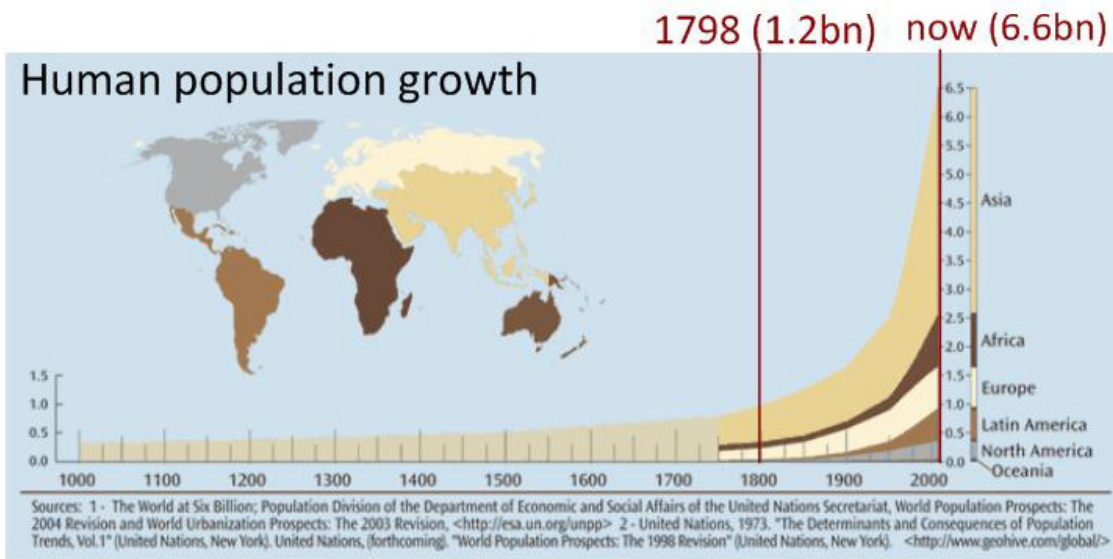 1798 (1.2bn) now (6.6bn)
Human population growth
6.5
6.0
5.5
5.0
4.5
4.0
3.5
3.0
2.5
2.0
1.5
1.0
0.5
0.0
Asia
Africa
Europe
Latin America
North America
Oceania
1.5
1.0
0.5
0.0
1000 1100 1200 1300 1400 1500 1600 1700 1800 1900 2000
Sources: 1 - The World at Six Billion; Population Division of the Department of Economic and Social Affairs of the United Nations Secretariat, World Population Prospects: The
2004 Revision and World Urbanization Prospects: The 2003 Revision, <http://esa.un.org/unpp> 2 - United Nations, 1973. "The Determinants and Consequences of Population
Trends, Vol.1" (United Nations, New York). United Nations, (forthcoming). "World Population Prospects: The 1998 Revision" (United Nations, New York). <http://www.geohive.com/global/>